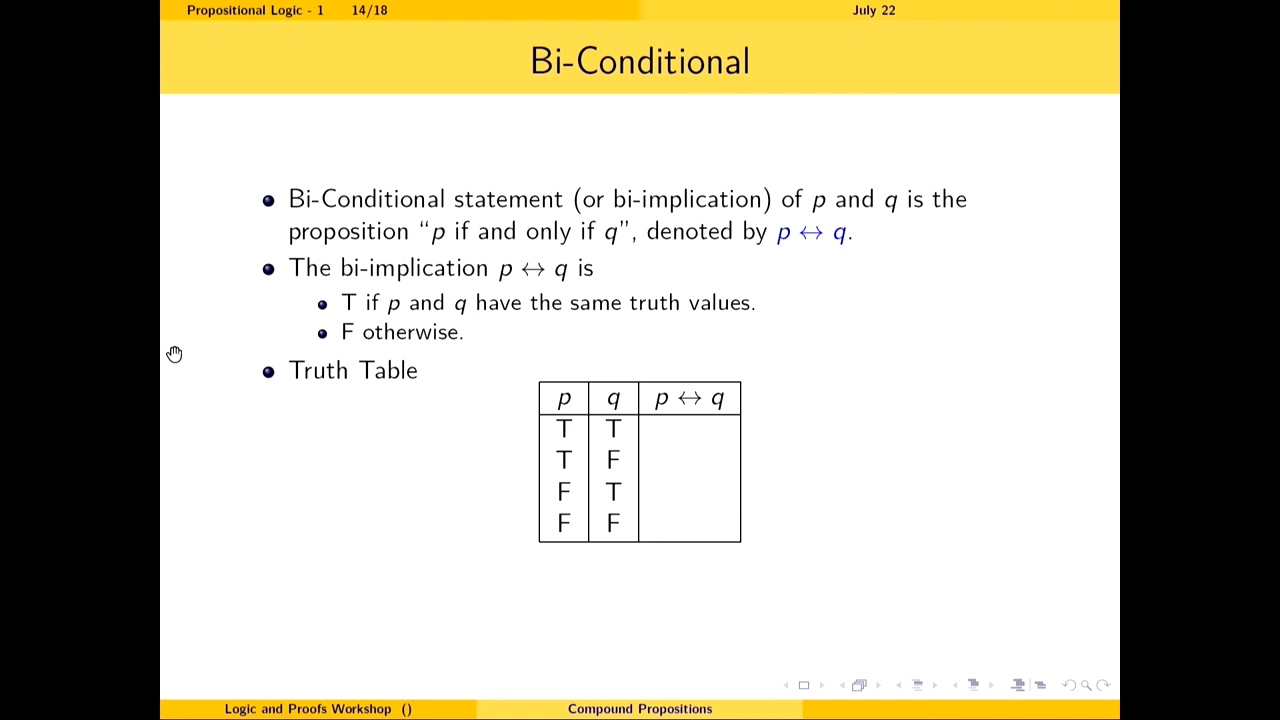 Propositional Logic - 1 14/18 July 22
Bi-Conditional
Bi-Conditional statement (or bi-implication) of p and q is the
proposition “p if and only if q”, denoted by p ↔ q.
The bi-implication p ↔ q is
T if p and q have the same truth values.
F otherwise.
Truth Table
p q p ↔ q
T T
T F
F T
F F
Logic and Proofs Workshop () Compound Propositions